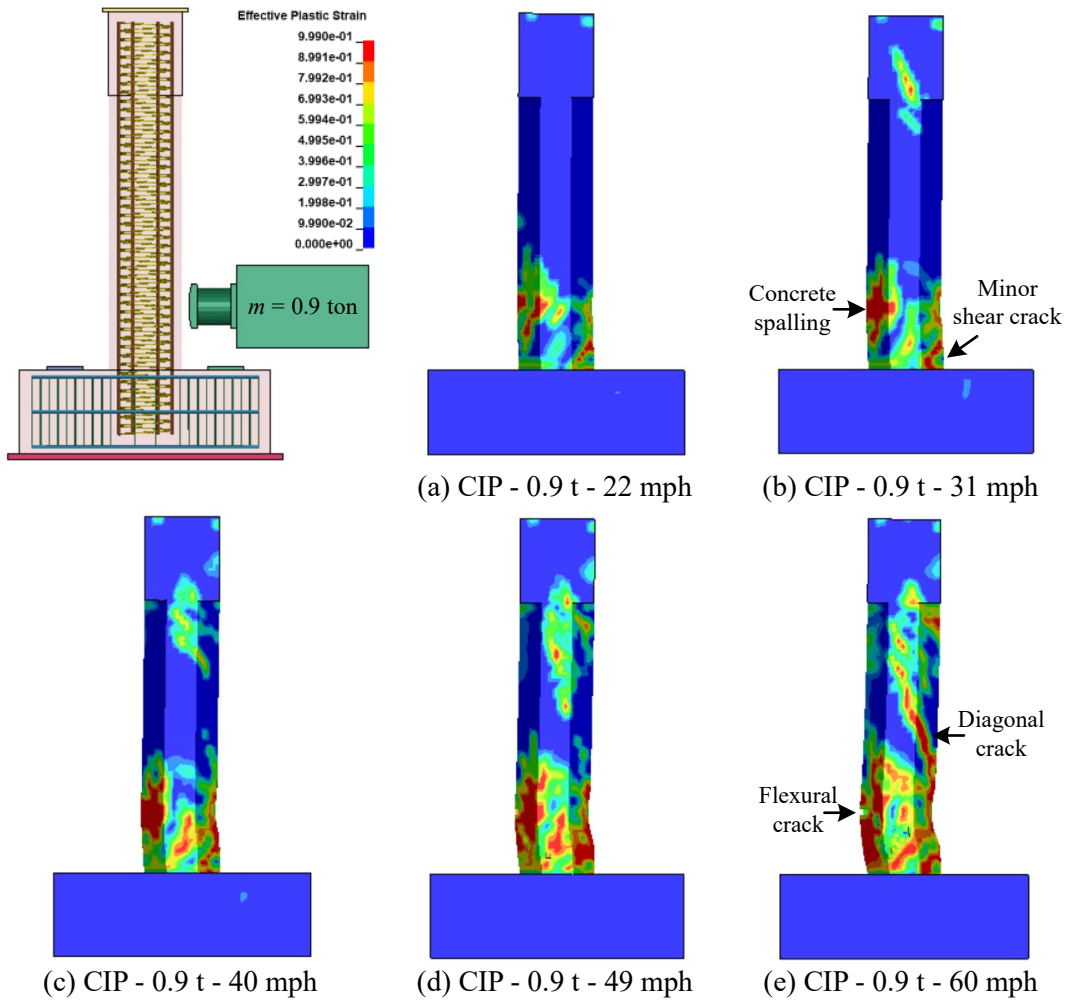 Effective Plastic Strain
9.990e-01
8.991e-01
7.992e-01
6.993e-01
5.994e-01
4.995e-01
3.996e-01
2.997e-01
1.998e-01
9.990e-02
0.000e+00
m = 0.9 ton
Concrete
spalling
Minor
shear crack
(a) CIP - 0.9 t - 22 mph
(b) CIP - 0.9 t - 31 mph
Diagonal
crack
Flexural
crack
(c) CIP - 0.9 t - 40 mph
(d) CIP - 0.9 t - 49 mph
(e) CIP - 0.9 t - 60 mph